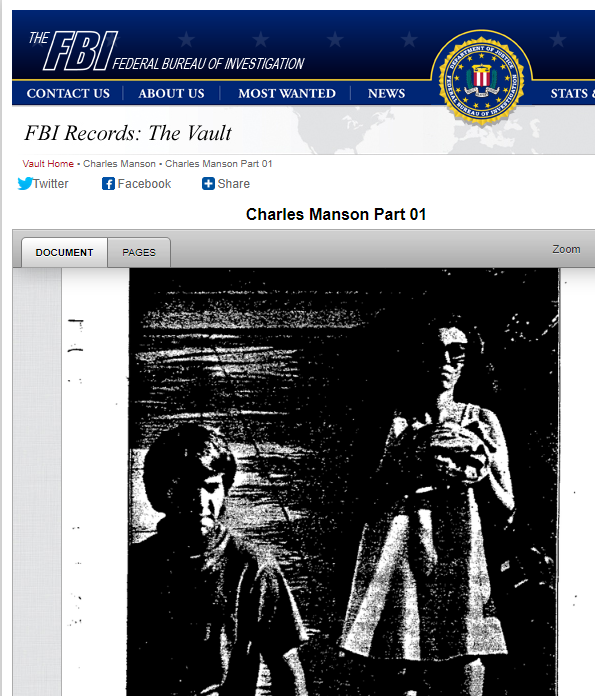 THE FBI FEDERAL BUREAU OF INVESTIGATION
CONTACT US ABOUT US MOST WANTED NEWS STATS &
DEPARTMENT OF JUSTICE
FEDERAL BUREAU OF INVESTIGATION
FBI Records: The Vault
Vault Home • Charles Manson • Charles Manson Part 01
Twitter Facebook Share
Charles Manson Part 01
DOCUMENT PAGES Zoom